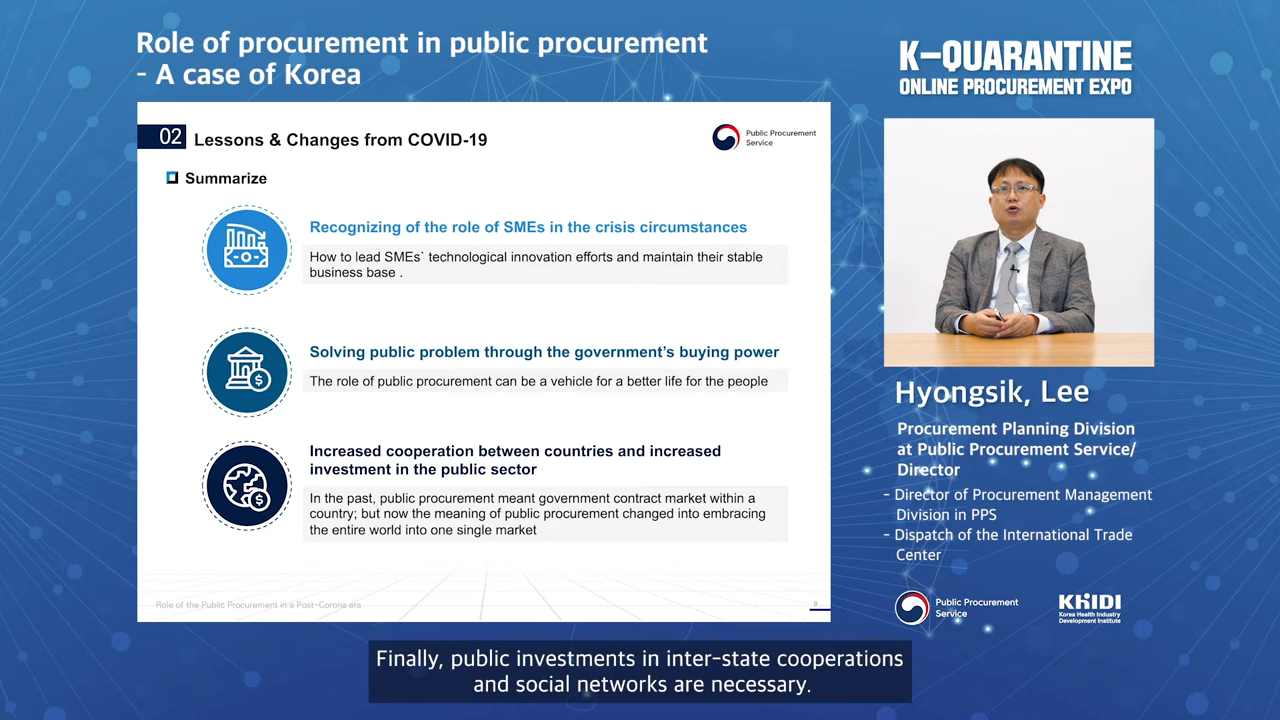 Role of procurement in public procurement
- A case of Korea
K-QUARANTINE
ONLINE PROCUREMENT EXPO
02
Lessons & Changes from COVID-19
Public Procurement
Service
Summarize
Recognizing of the role of SMEs in the crisis circumstances
How to lead SMEs` technological innovation efforts and maintain their stable
business base .
Solving public problem through the government's buying power
The role of public procurement can be a vehicle for a better life for the people
Increased cooperation between countries and increased
investment in the public sector
In the past, public procurement meant government contract market within a
country; but now the meaning of public procurement changed into embracing
the entire world into one single market
Role of the Public Procurement in a Post-Corona era
9
Hyongsik, Lee
Procurement Planning Division
at Public Procurement Service/
Director
- Director of Procurement Management
Division in PPS
- Dispatch of the International Trade
Center
Public Procurement
Service
KHIDI
Korea Health Industry
Development Institute
Finally, public investments in inter-state cooperations
and social networks are necessary.